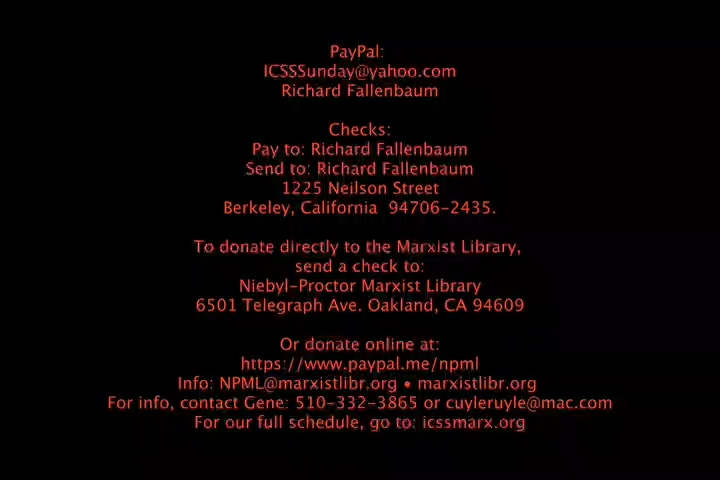 PayPal:
ICSSSunday@yahoo.com
Richard Fallenbaum
Checks:
Pay to: Richard Fallenbaum
Send to: Richard Fallenbaum
1225 Neilson Street
Berkeley, California  94706-2435.
To donate directly to the Marxist Library,
send a check to:
Niebyl-Proctor Marxist Library
6501 Telegraph Ave. Oakland, CA 94609
Or donate online at:
https://www.paypal.me/npml
Info: NPML@marxistlibr.org • marxistlibr.org
For info, contact Gene: 510-332-3865 or cuyleruyle@mac.com
For our full schedule, go to: icssmarx.org